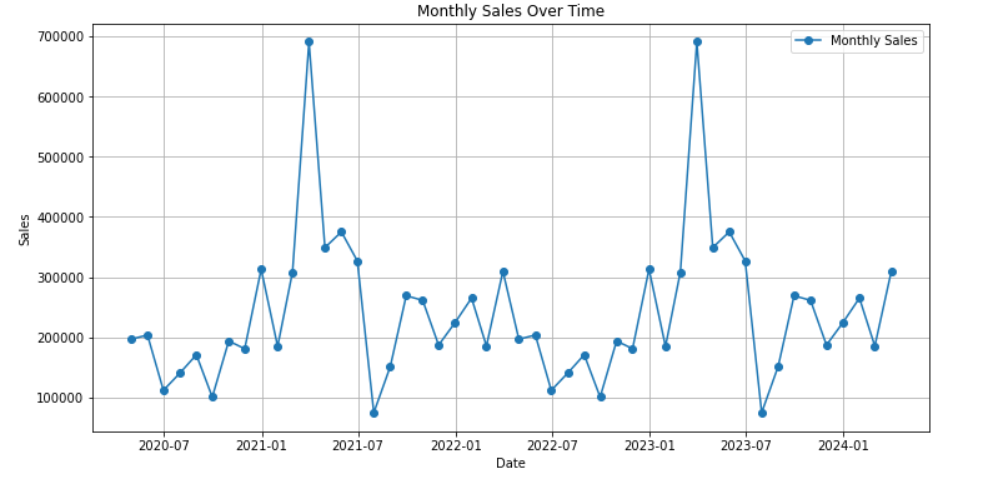 Monthly Sales Over Time
Monthly Sales
700000
600000
500000
400000
300000
200000
100000
Sales
2020-07 2021-01 2021-07 2022-01 2022-07 2023-01 2023-07 2024-01
Date